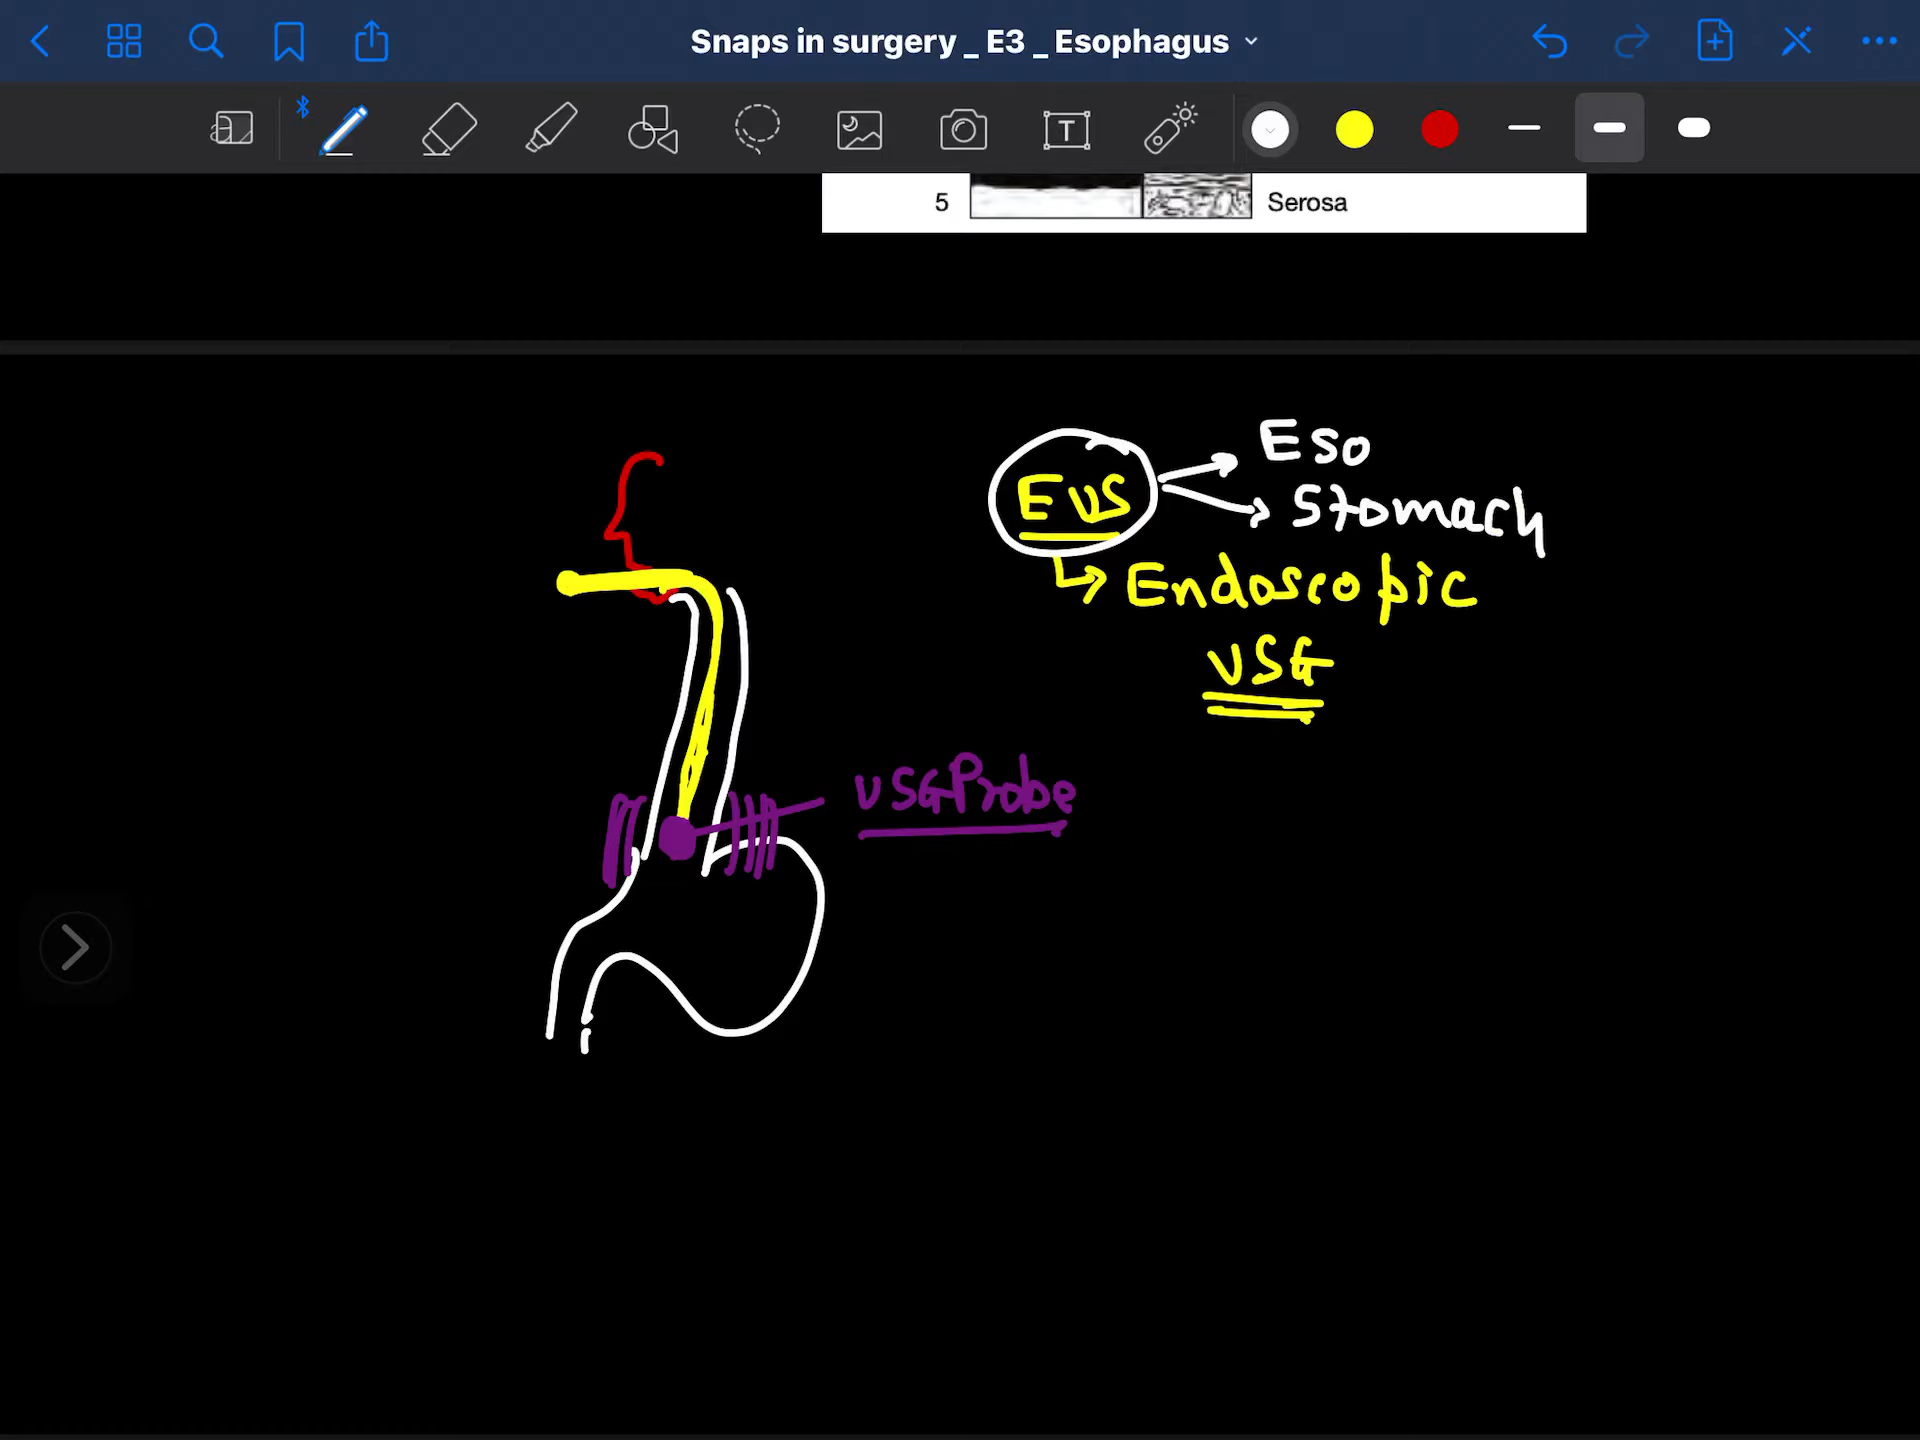 Snaps in surgery _ E3 _ Esophagus
5 Serosa
Eso
EUS
Stomach
Endoscopic
USG
USG Probe